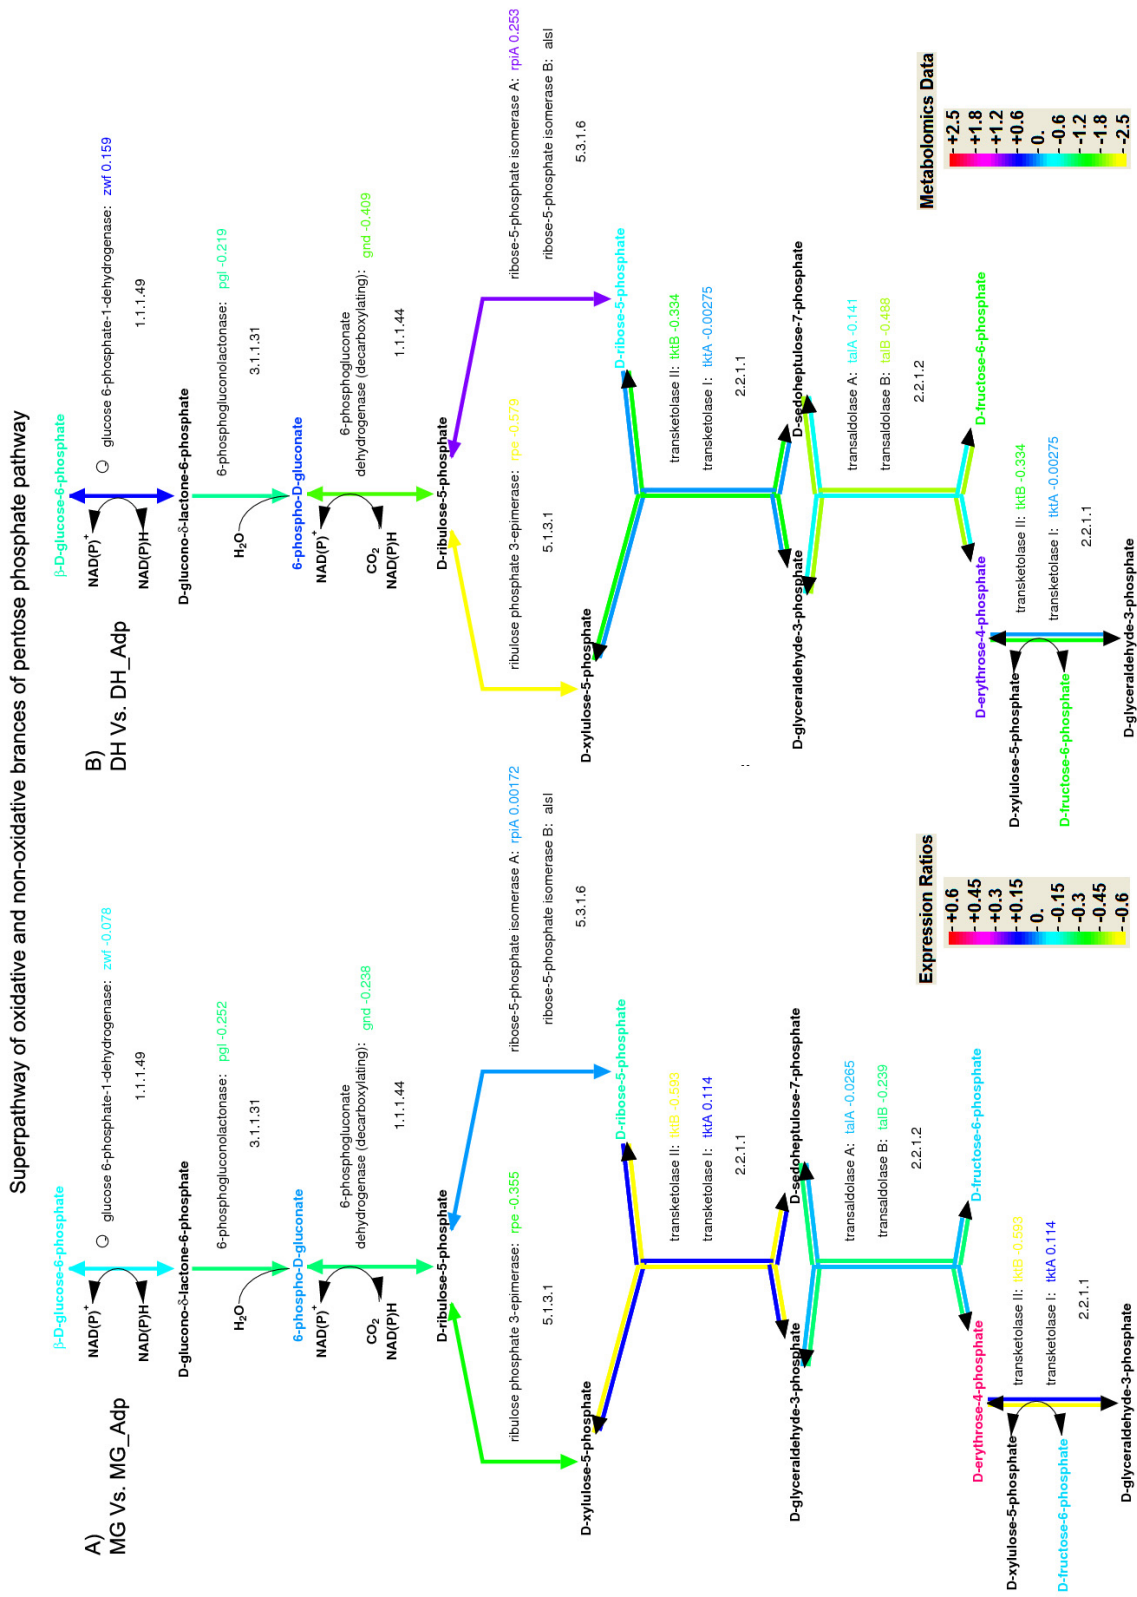 Superpathway of oxidative and non-oxidative brances of pentose phosphate pathway
A)
MG Vs. MG_Adp
β-D-glucose-6-phosphate
NAD(P)+
NAD(P)H
glucose 6-phosphate-1-dehydrogenase: zwf -0.078
1.1.1.49
D-glucono-δ-lactone-6-phosphate
H2O
6-phosphogluconolactonase: pgl -0.252
3.1.1.31
6-phospho-D-gluconate
NAD(P)+
CO2
NAD(P)H
6-phosphogluconate
dehydrogenase (decarboxylating): gnd -0.238
1.1.1.44
D-ribulose-5-phosphate
ribulose phosphate 3-epimerase: rpe -0.355
5.1.3.1
ribose-5-phosphate isomerase A: rpiA 0.00172
ribose-5-phosphate isomerase B: alsI
5.3.1.6
D-xylulose-5-phosphate
D-ribose-5-phosphate
transketolase II: tktB -0.593
transketolase I: tktA 0.114
2.2.1.1
D-glyceraldehyde-3-phosphate
D-sedoheptulose-7-phosphate
transaldolase A: talA -0.0265
transaldolase B: talB -0.239
2.2.1.2
D-erythrose-4-phosphate
D-fructose-6-phosphate
D-xylulose-5-phosphate
D-fructose-6-phosphate
transketolase II: tktB -0.593
transketolase I: tktA 0.114
2.2.1.1
D-glyceraldehyde-3-phosphate
Expression Ratios
+0.6
+0.45
+0.3
+0.15
0.
-0.15
-0.3
-0.45
-0.6
B)
DH Vs. DH_Adp
β-D-glucose-6-phosphate
NAD(P)+
NAD(P)H
glucose 6-phosphate-1-dehydrogenase: zwf 0.159
1.1.1.49
D-glucono-δ-lactone-6-phosphate
H2O
6-phosphogluconolactonase: pgl -0.219
3.1.1.31
6-phospho-D-gluconate
NAD(P)+
CO2
NAD(P)H
6-phosphogluconate
dehydrogenase (decarboxylating): gnd -0.409
1.1.1.44
D-ribulose-5-phosphate
ribulose phosphate 3-epimerase: rpe -0.579
5.1.3.1
ribose-5-phosphate isomerase A: rpiA 0.253
ribose-5-phosphate isomerase B: alsI
5.3.1.6
D-xylulose-5-phosphate
D-ribose-5-phosphate
transketolase II: tktB -0.334
transketolase I: tktA -0.00275
2.2.1.1
D-glyceraldehyde-3-phosphate
D-sedoheptulose-7-phosphate
transaldolase A: talA -0.141
transaldolase B: talB -0.488
2.2.1.2
D-erythrose-4-phosphate
D-fructose-6-phosphate
D-xylulose-5-phosphate
D-fructose-6-phosphate
transketolase II: tktB -0.334
transketolase I: tktA -0.00275
2.2.1.1
D-glyceraldehyde-3-phosphate
Metabolomics Data
+2.5
+1.8
+1.2
+0.6
0.
-0.6
-1.2
-1.8
-2.5